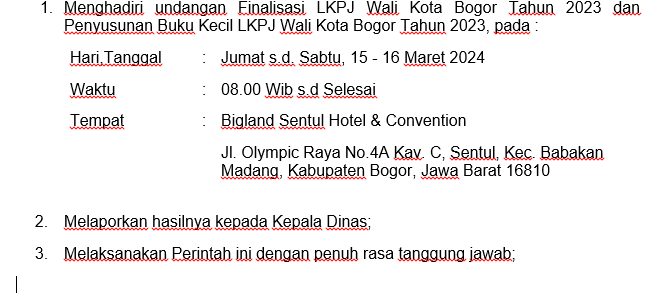 1. Menghadiri undangan Finalisasi LKPJ Wali Kota Bogor Tahun 2023 dan
Penyusunan Buku Kecil LKPJ Wali Kota Bogor Tahun 2023, pada :
Hari,Tanggal : Jumat s.d. Sabtu, 15 - 16 Maret 2024
Waktu : 08.00 Wib s.d Selesai
Tempat : Bigland Sentul Hotel & Convention
Jl. Olympic Raya No.4A Kav. C, Sentul, Kec. Babakan
Madang, Kabupaten Bogor, Jawa Barat 16810
2. Melaporkan hasilnya kepada Kepala Dinas;
3. Melaksanakan Perintah ini dengan penuh rasa tanggung jawab;